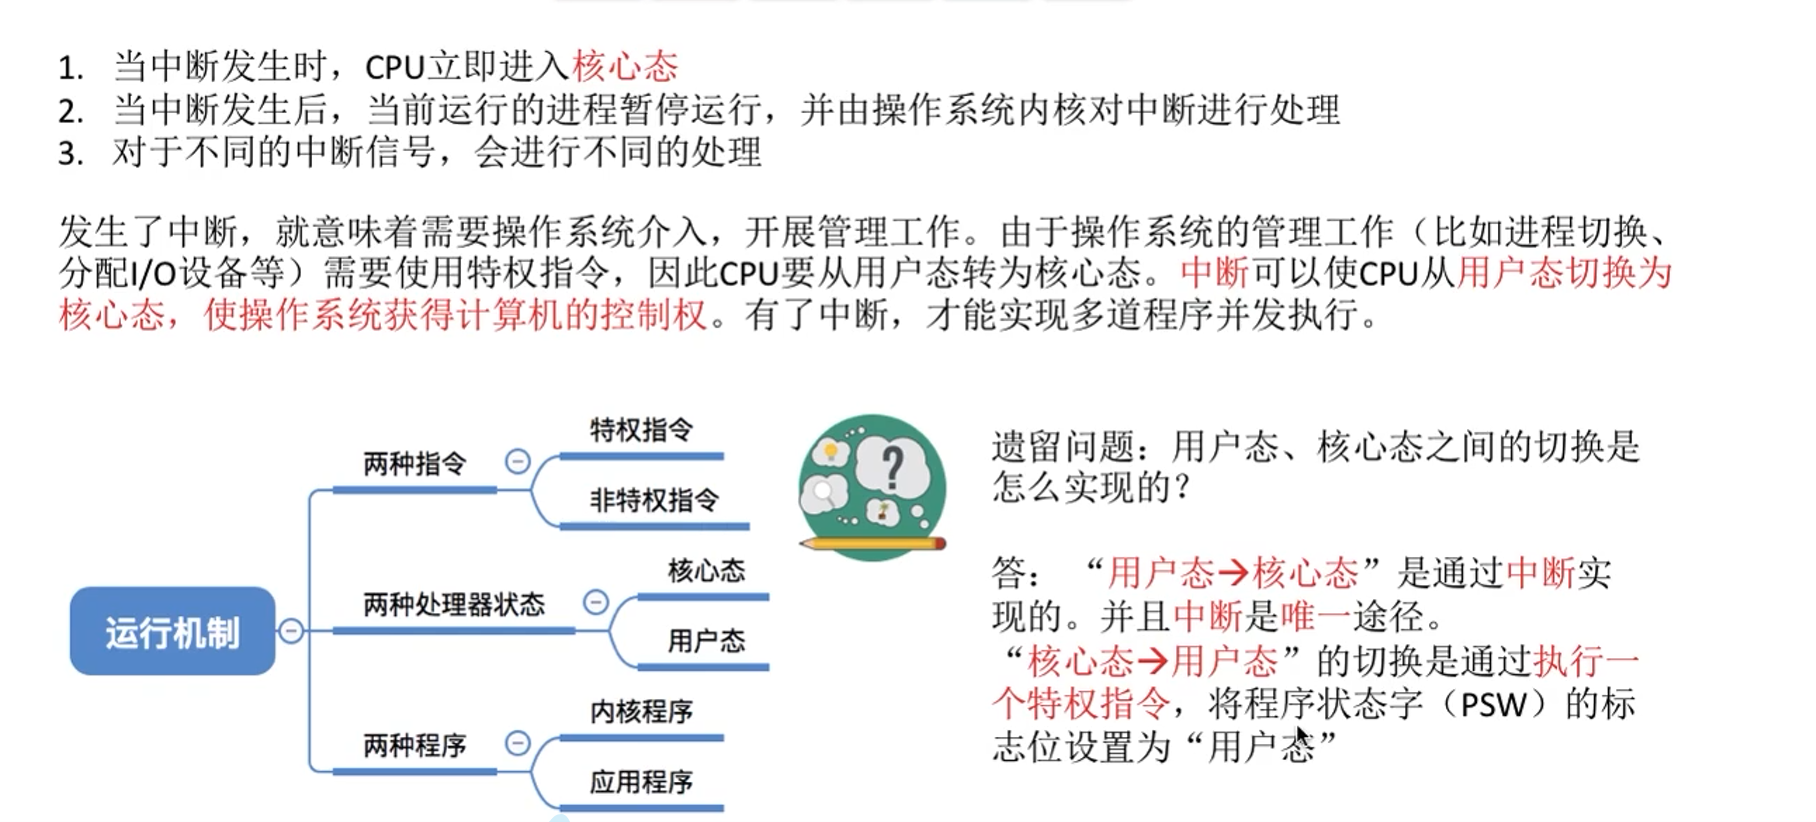 1. 当中断发生时，CPU立即进入核心态
2. 当中断发生后，当前运行的进程暂停运行，并由操作系统内核对中断进行处理
3. 对于不同的中断信号，会进行不同的处理
发生了中断，就意味着需要操作系统介入，开展管理工作。由于操作系统的管理工作（比如进程切换、
分配I/O设备等）需要使用特权指令，因此CPU要从用户态转为核心态。中断可以使CPU从用户态切换为
核心态，使操作系统获得计算机的控制权。有了中断，才能实现多道程序并发执行。
运行机制
两种指令
特权指令
非特权指令
两种处理器状态
核心态
用户态
两种程序
内核程序
应用程序
?
遗留问题：用户态、核心态之间的切换是
怎么实现的？
答： “用户态→核心态”是通过中断实
现的。并且中断是唯一途径。
“核心态→用户态”的切换是通过执行一
个特权指令，将程序状态字（PSW）的标
志位设置为“用户态”